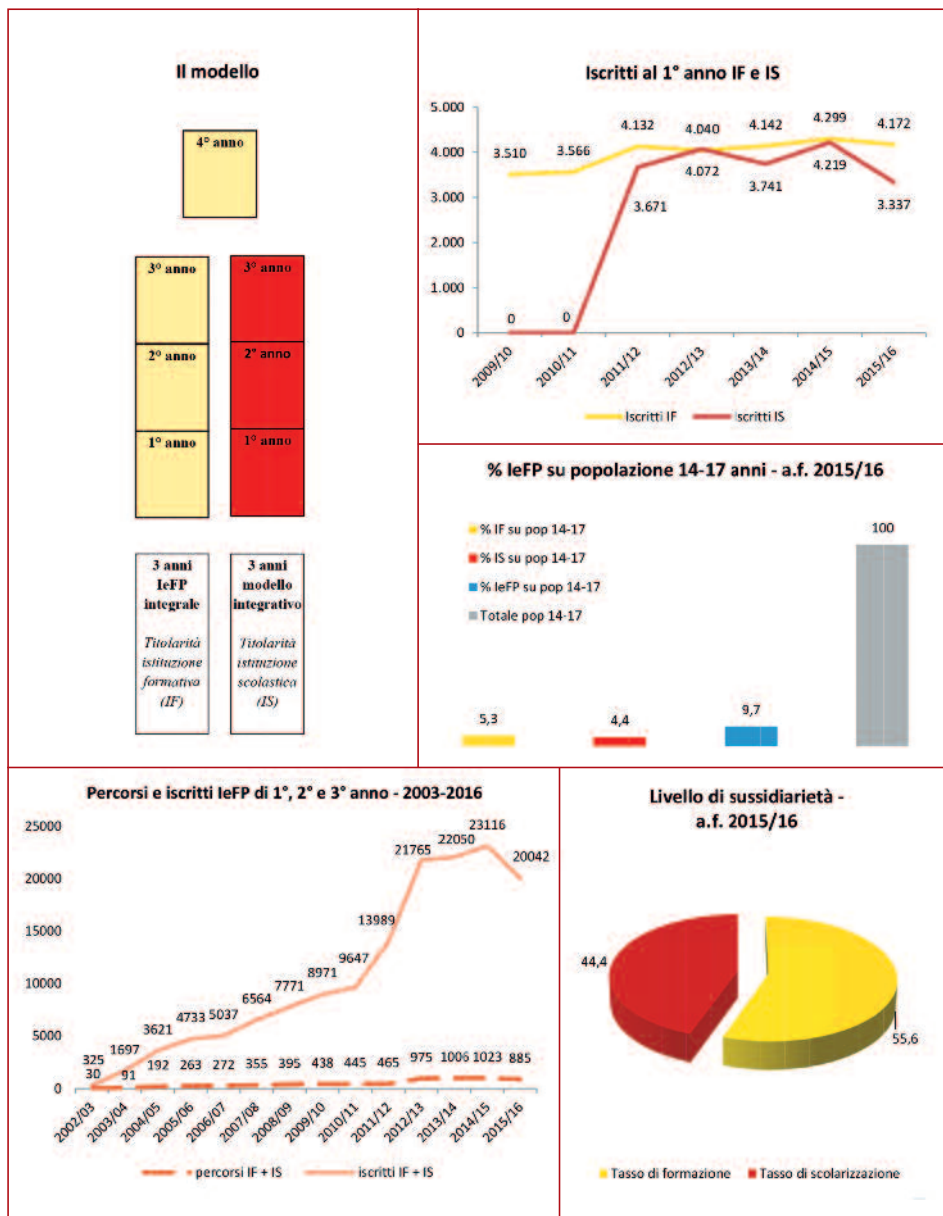 Il modello
4° anno
3° anno
3° anno
2° anno
2° anno
1° anno
1° anno
3 anni
IeFP
integrale
Titolarità
istituzione
formativa
(IF)
3 anni
modello
integrativo
Titolarità
istituzione
scolastica
(IS)
Iscritti al 1° anno IF e IS
5.000
4.000
3.000
2.000
1.000
0
3.510
3.566
4.132
4.040
4.142
4.299
4.172
0
0
3.671
4.072
3.741
4.219
3.337
2009/10
2010/11
2011/12
2012/13
2013/14
2014/15
2015/16
Iscritti IF
Iscritti IS
% IeFP su popolazione 14-17 anni - a.f. 2015/16
% IF su pop 14-17
% IS su pop 14-17
% IeFP su pop 14-17
Totale pop 14-17
5,3
4,4
9,7
100
Percorsi e iscritti IeFP di 1°, 2° e 3° anno - 2003-2016
25000
20000
15000
10000
5000
0
325
1697
3621
4733
5037
6564
7771
8971
9647
13989
21765
22050
23116
20042
30
91
192
263
272
355
395
438
445
465
975
1006
1023
885
2002/03
2003/04
2004/05
2005/06
2006/07
2007/08
2008/09
2009/10
2010/11
2011/12
2012/13
2013/14
2014/15
2015/16
percorsi IF + IS
iscritti IF + IS
Livello di sussidiarietà -
a.f. 2015/16
44,4
55,6
Tasso di formazione
Tasso di scolarizzazione